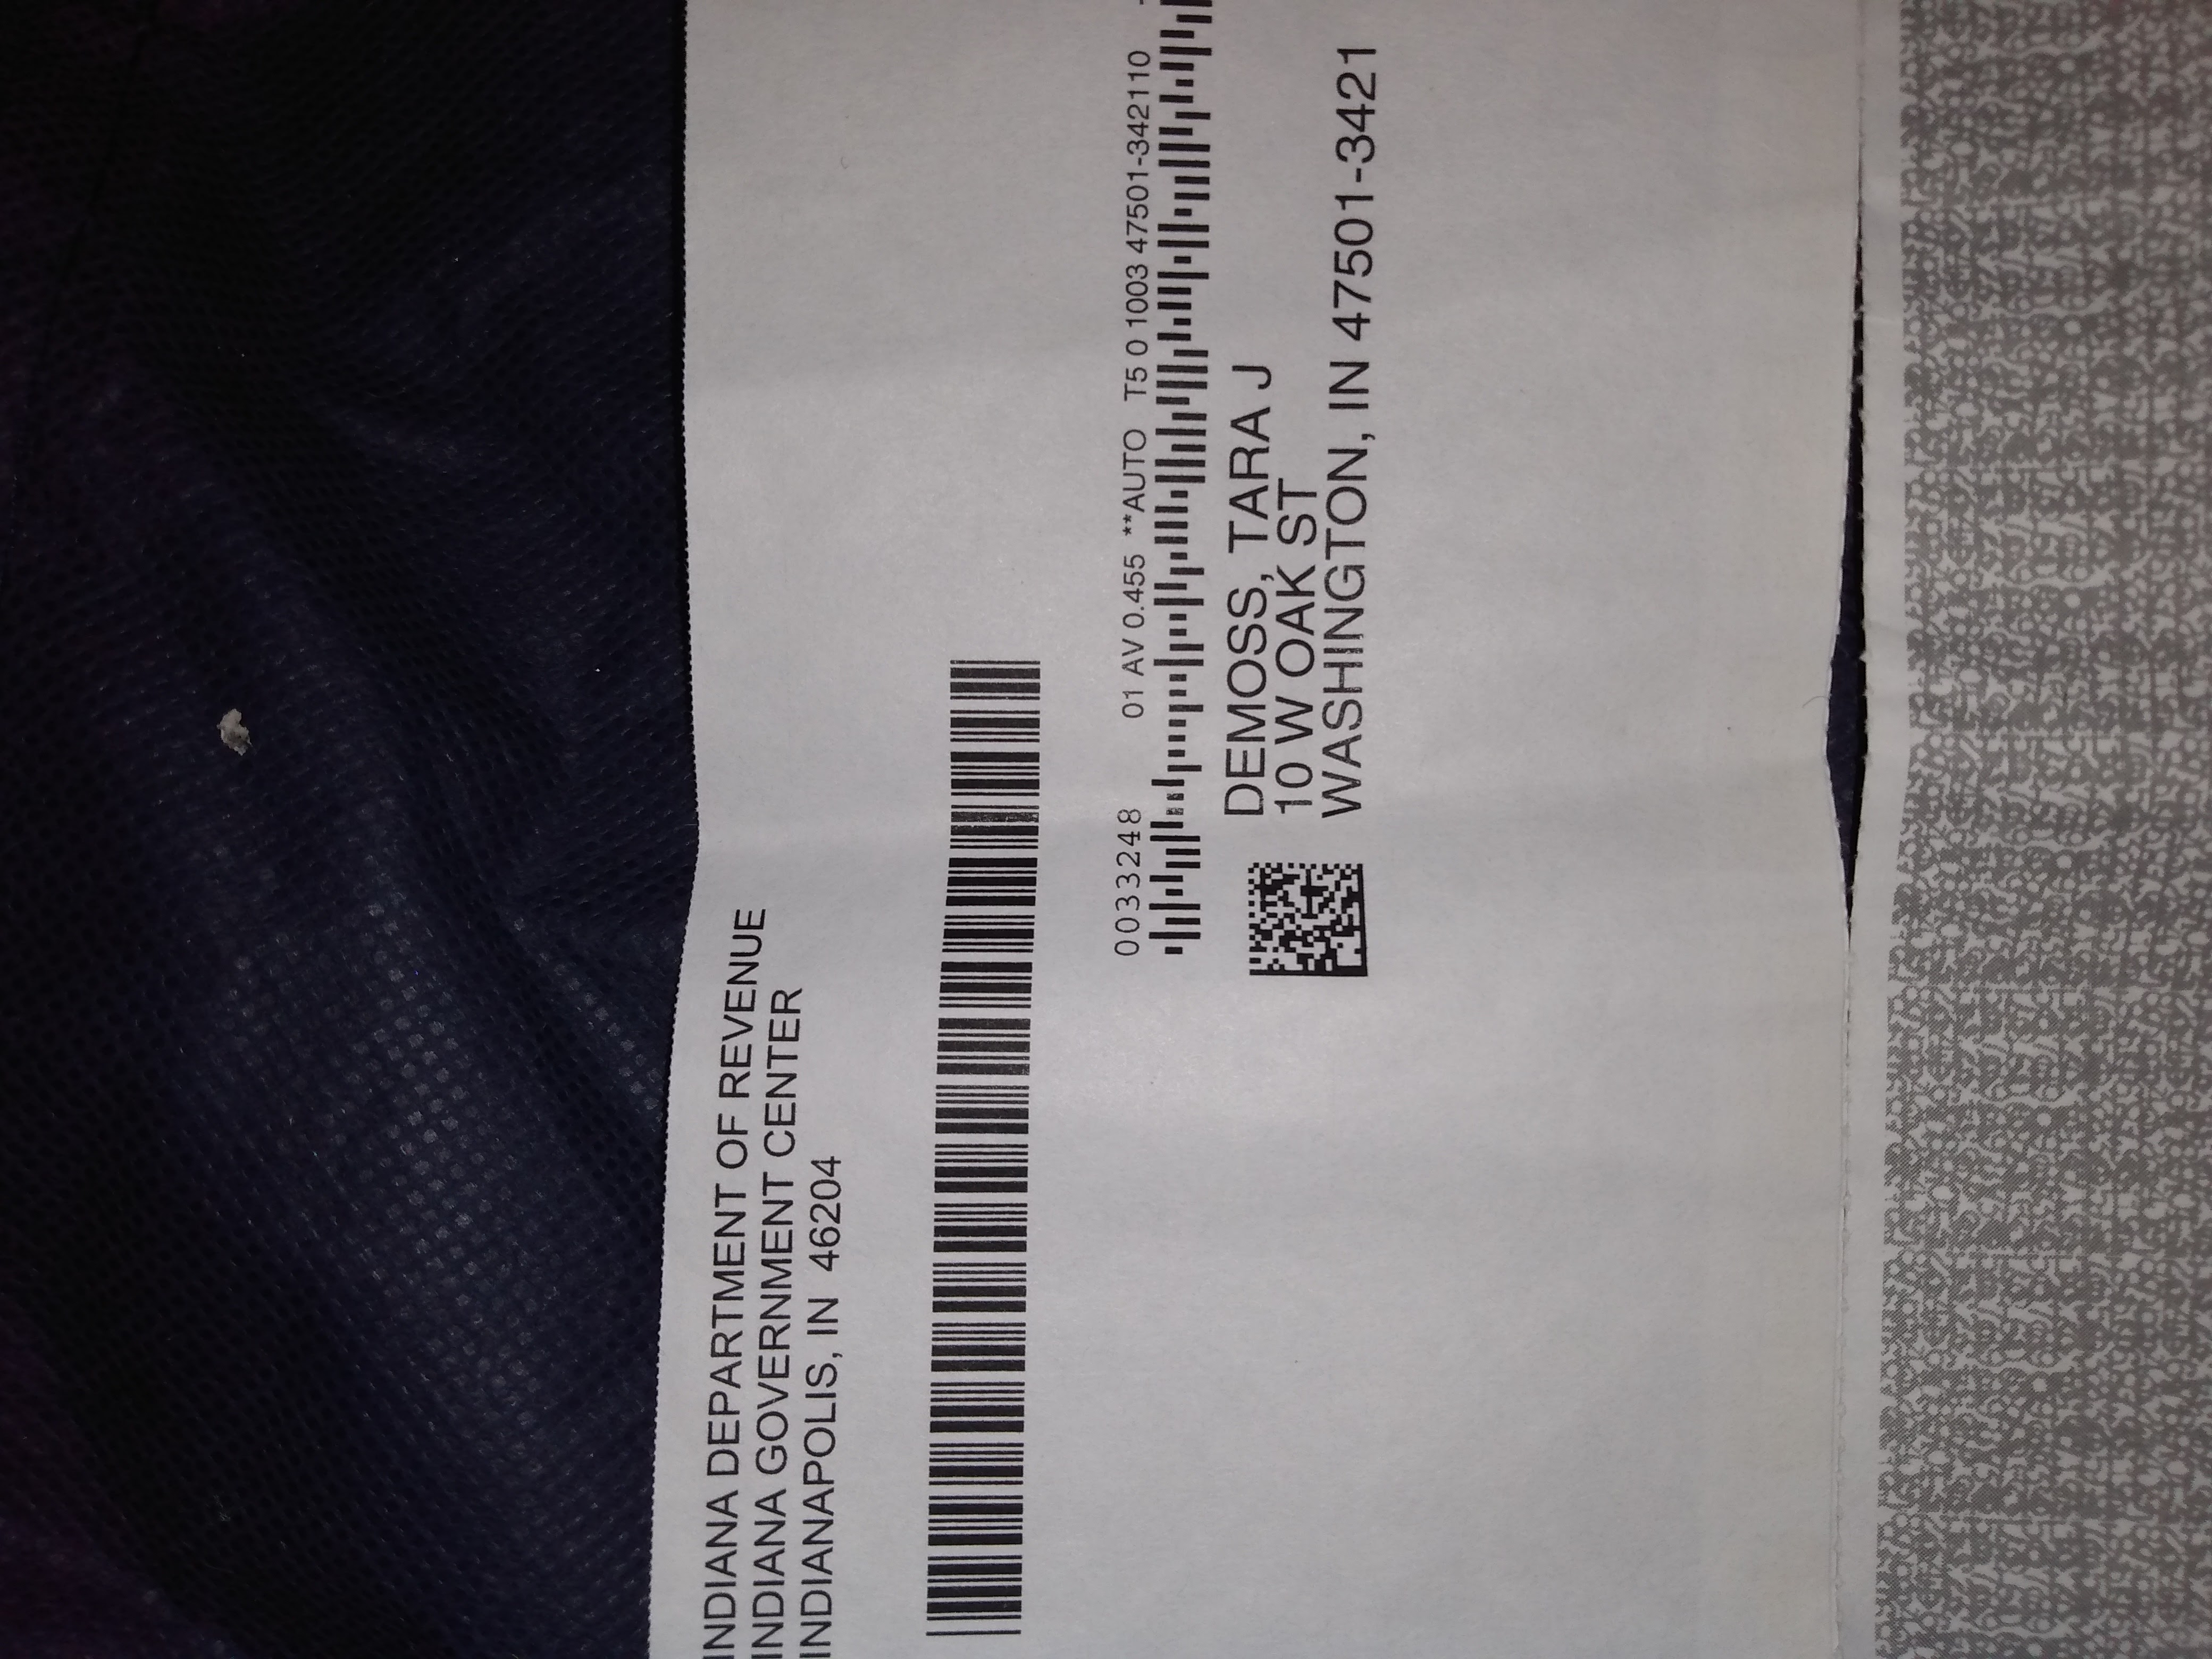 INDIANA DEPARTMENT OF REVENUE
INDIANA GOVERNMENT CENTER
INDIANAPOLIS, IN 46204
0033248 01 AV 0.455 **AUTO T5 0 1003 47501-342110
DEMOSS, TARA J
10 W OAK ST
WASHINGTON, IN 47501-3421